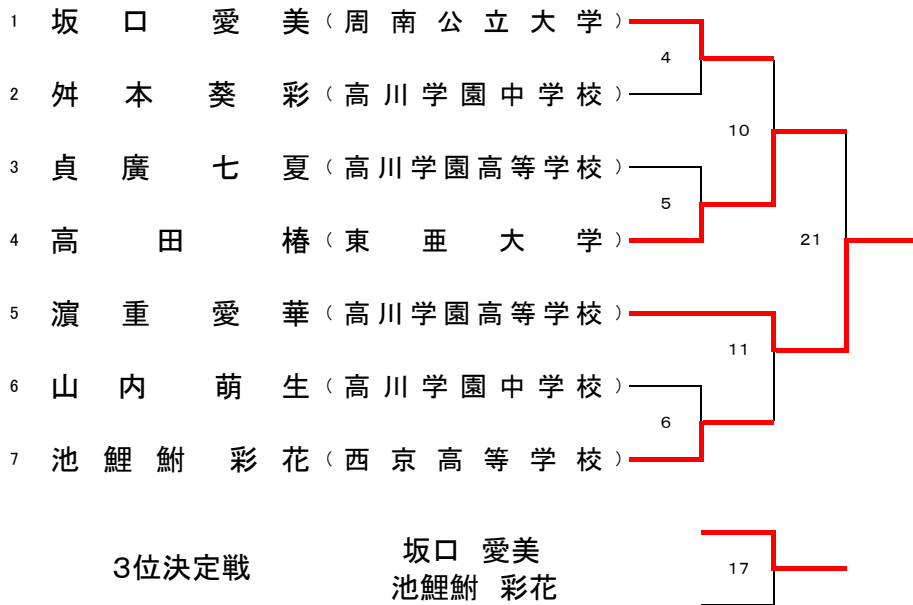 1 坂口 愛美（周南公立大学）
4
2 舛本葵彩（高川学園中学校）
10
3 貞廣七夏（高川学園高等学校）
5
4 高田椿（東亜大学）
21
5 濵重愛華（高川学園高等学校）
11
6 山内萌生（高川学園中学校）
6
7 池鯉鮒 彩花（西京高等学校）
坂口 愛美
3位決定戦
17
池鯉鮒 彩花